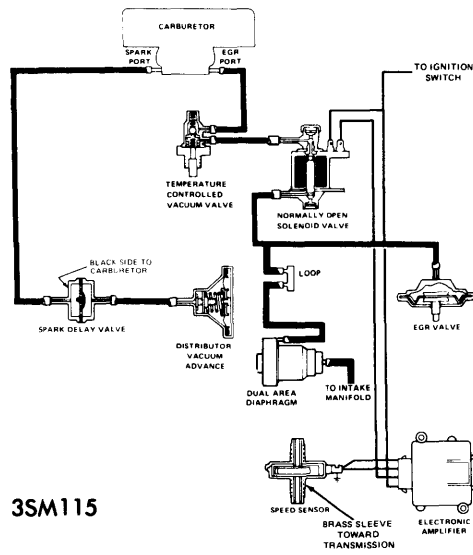 CARBURETOR
SPARK
PORT
EGR
PORT
TO IGNITION
SWITCH
TEMPERATURE
CONTROLLED
VACUUM VALVE
NORMALLY OPEN
SOLENOID VALVE
BLACK SIDE TO
CARBURETOR
LOOP
SPARK DELAY VALVE
DISTRIBUTOR
VACUUM
ADVANCE
EGR VALVE
DUAL AREA
DIAPHRAGM
TO INTAKE
MANIFOLD
SPEED SENSOR
BRASS SLEEVE
TOWARD
TRANSMISSION
ELECTRONIC
AMPLIFIER
3SM115